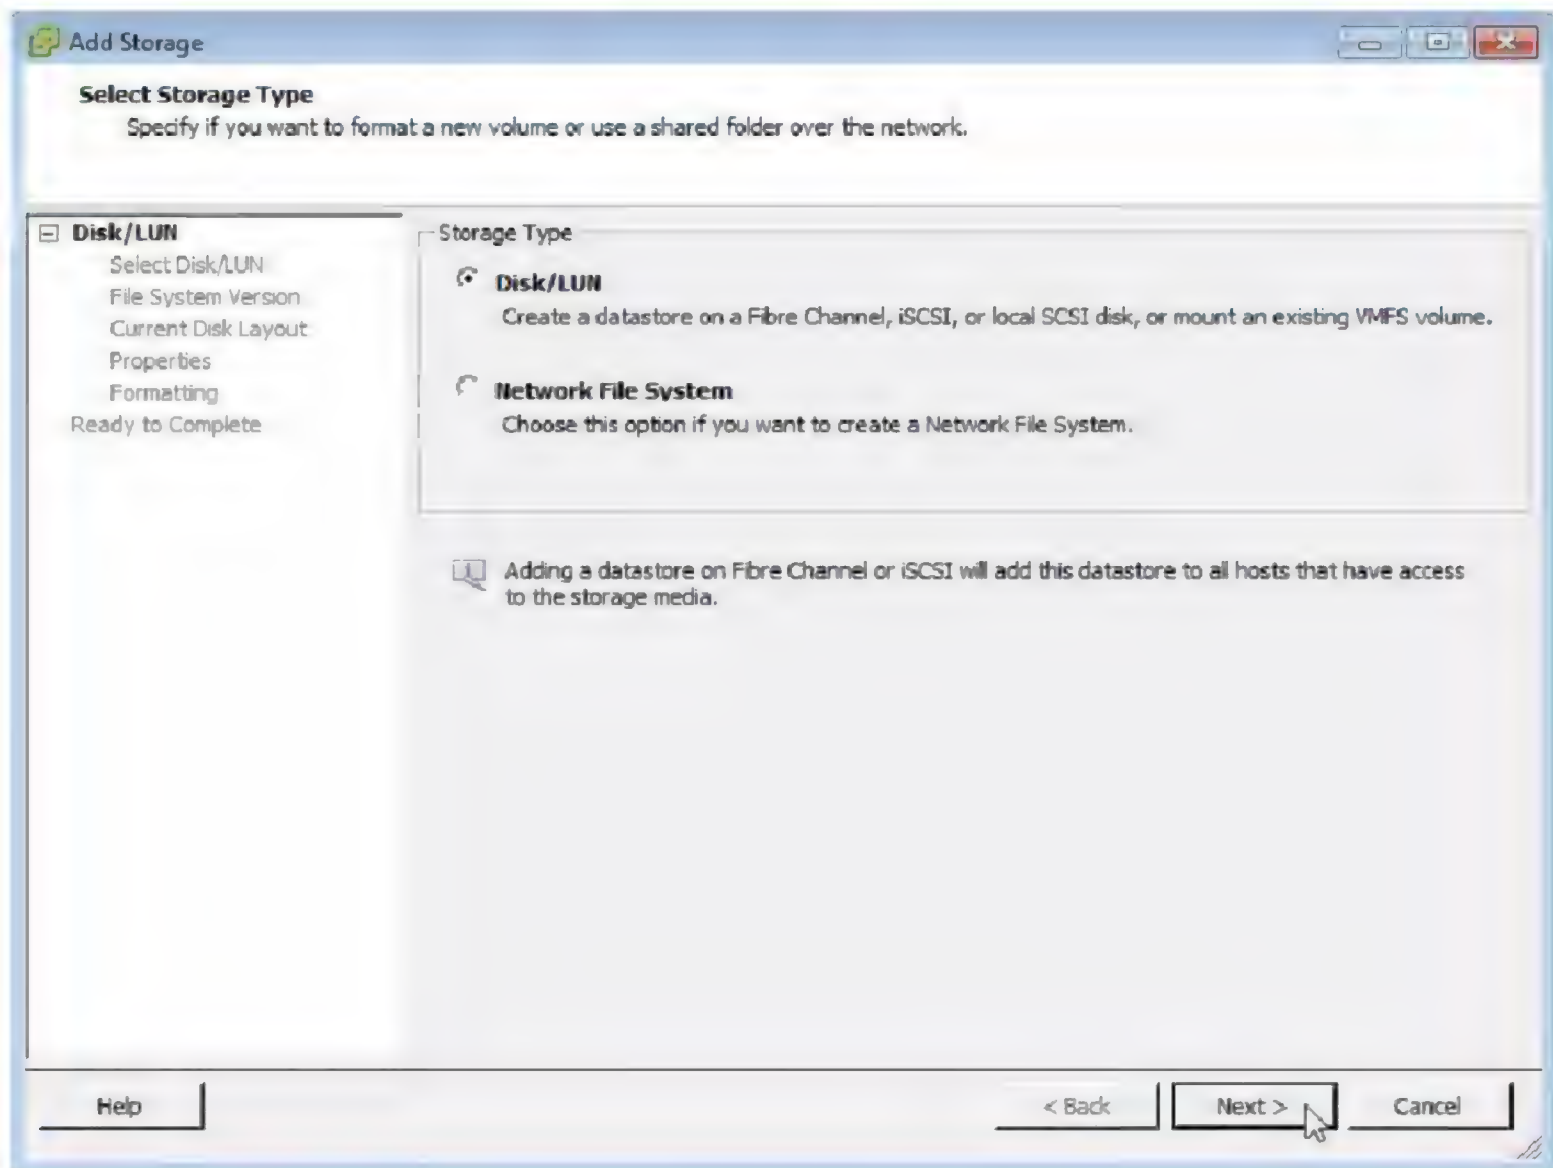 Add Storage
Select Storage Type
Specify if you want to format a new volume or use a shared folder over the network.
Disk/LUN
Select Disk/LUN
File System Version
Current Disk Layout
Properties
Formatting
Ready to Complete
Storage Type
Disk/LUN
Create a datastore on a Fibre Channel, iSCSI, or local SCSI disk, or mount an existing VMFS volume.
Network File System
Choose this option if you want to create a Network File System.
Adding a datastore on Fibre Channel or iSCSI will add this datastore to all hosts that have access
to the storage media.
Help
< Back
Next >
Cancel